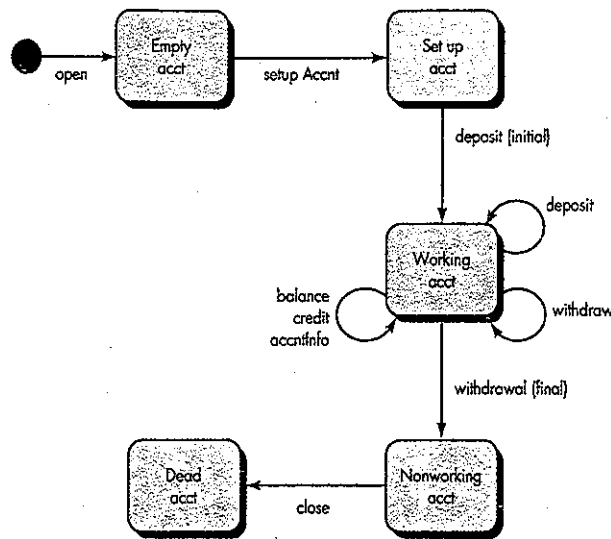 Empty
acct
Set up
acct
open
setup Accnt
deposit (initial)
deposit
Working
acct
balance
credit
accntInfo
withdraw
withdrawal (final)
Dead
acct
Nonworking
acct
close